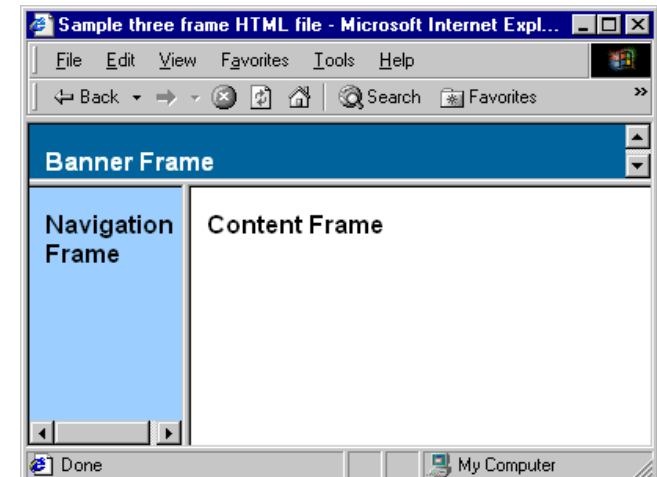 Sample three frame HTML file - Microsoft Internet Expl...
File Edit View Favorites Tools Help
Back Search Favorites »
Banner Frame
Navigation Content Frame
Frame
Done My Computer